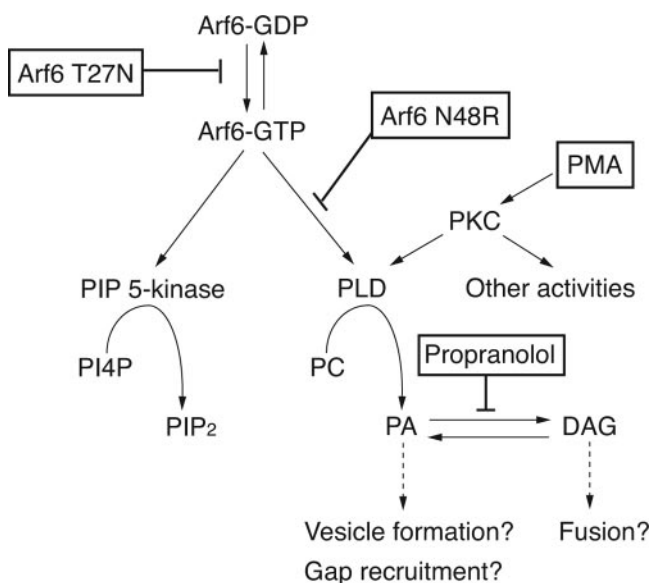 Arf6-GDP
Arf6 T27N
Arf6-GTP
Arf6 N48R
PMA
PKC
PIP 5-kinase
PLD
Other activities
PI4P
PC
Propranolol
PIP2
PA
DAG
Vesicle formation?
Fusion?
Gap recruitment?